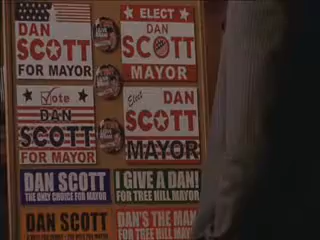 DAN
SCOTT
FOR MAYOR
ELECT
DAN
SCOTT
MAYOR
Vote
DAN
SCOTT
FOR MAYOR
Elect
DAN
SCOTT
MAYOR
DAN SCOTT
THE ONLY CHOICE FOR MAYOR
I GIVE A DAN!
FOR TREE HILL MAYOR
DAN SCOTT
DAN'S THE MAN
FOR TREE HILL MAYOR